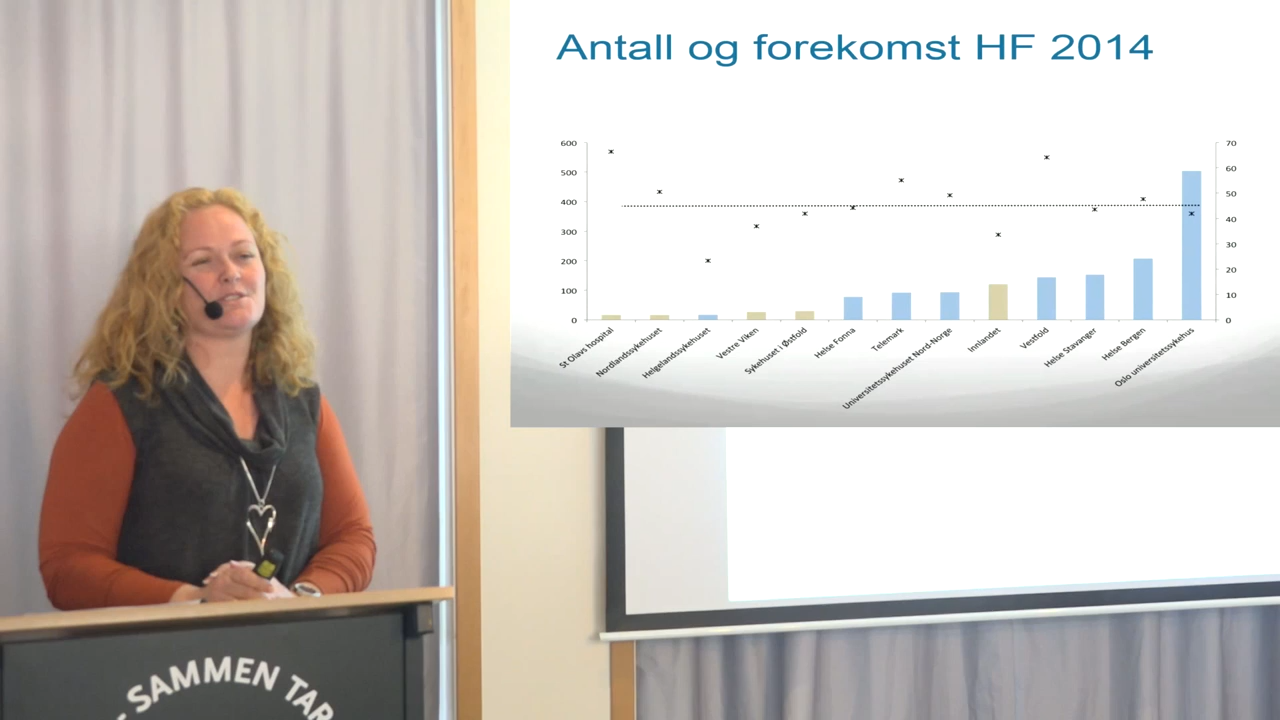 Antall og forekomst HF 2014
600
500
400
300
200
100
0
70
60
50
40
30
20
10
0
St Olavs hospital
Nordlandssykehuset
Helgelandssykehuset
Vestre Viken
Sykehuset i Østfold
Helse Fonna
Telemark
Universitetssykehuset Nord-Norge
Innlandet
Vestfold
Helse Stavanger
Helse Bergen
Oslo universitetssykehus
SAMMEN TAR